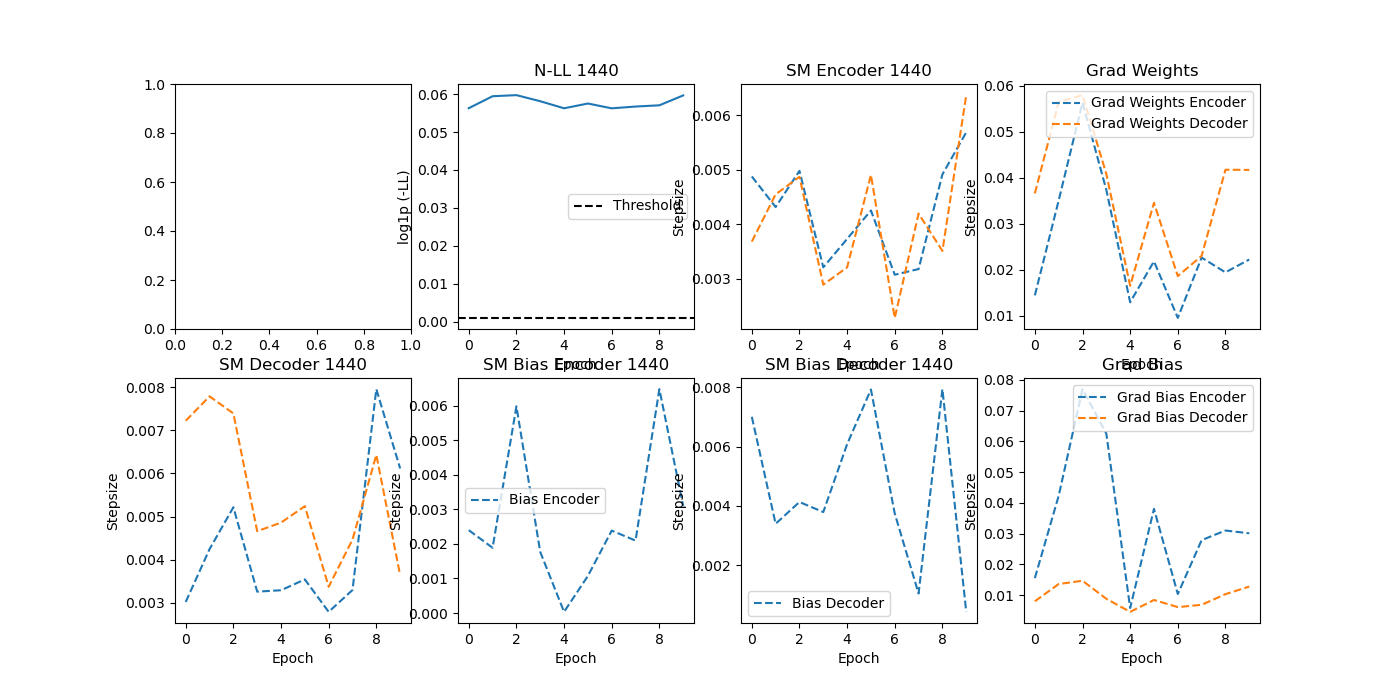 N-LL 1440
SM Encoder 1440
Grad Weights
1.0
0.8
0.6
0.4
0.2
0.0
0.0 0.2 0.4 0.6 0.8 1.0
log1p (-LL)
0.06
0.05
0.04
0.03
0.02
0.01
0.00
Threshold
0 2 4 6 8
Epoch
Stepsize
0.006
0.005
0.004
0.003
0 2 4 6 8
Epoch
Stepsize
0.06
0.05
0.04
0.03
0.02
0.01
Grad Weights Encoder
Grad Weights Decoder
0 2 4 6 8
Epoch
SM Decoder 1440
SM Bias Encoder 1440
SM Bias Decoder 1440
Grad Bias
Stepsize
0.008
0.007
0.006
0.005
0.004
0.003
0 2 4 6 8
Epoch
Stepsize
0.006
0.005
0.004
0.003
0.002
0.001
0.000
Bias Encoder
0 2 4 6 8
Epoch
Stepsize
0.008
0.006
0.004
0.002
Bias Decoder
0 2 4 6 8
Epoch
Stepsize
0.08
0.07
0.06
0.05
0.04
0.03
0.02
0.01
Grad Bias Encoder
Grad Bias Decoder
0 2 4 6 8
Epoch